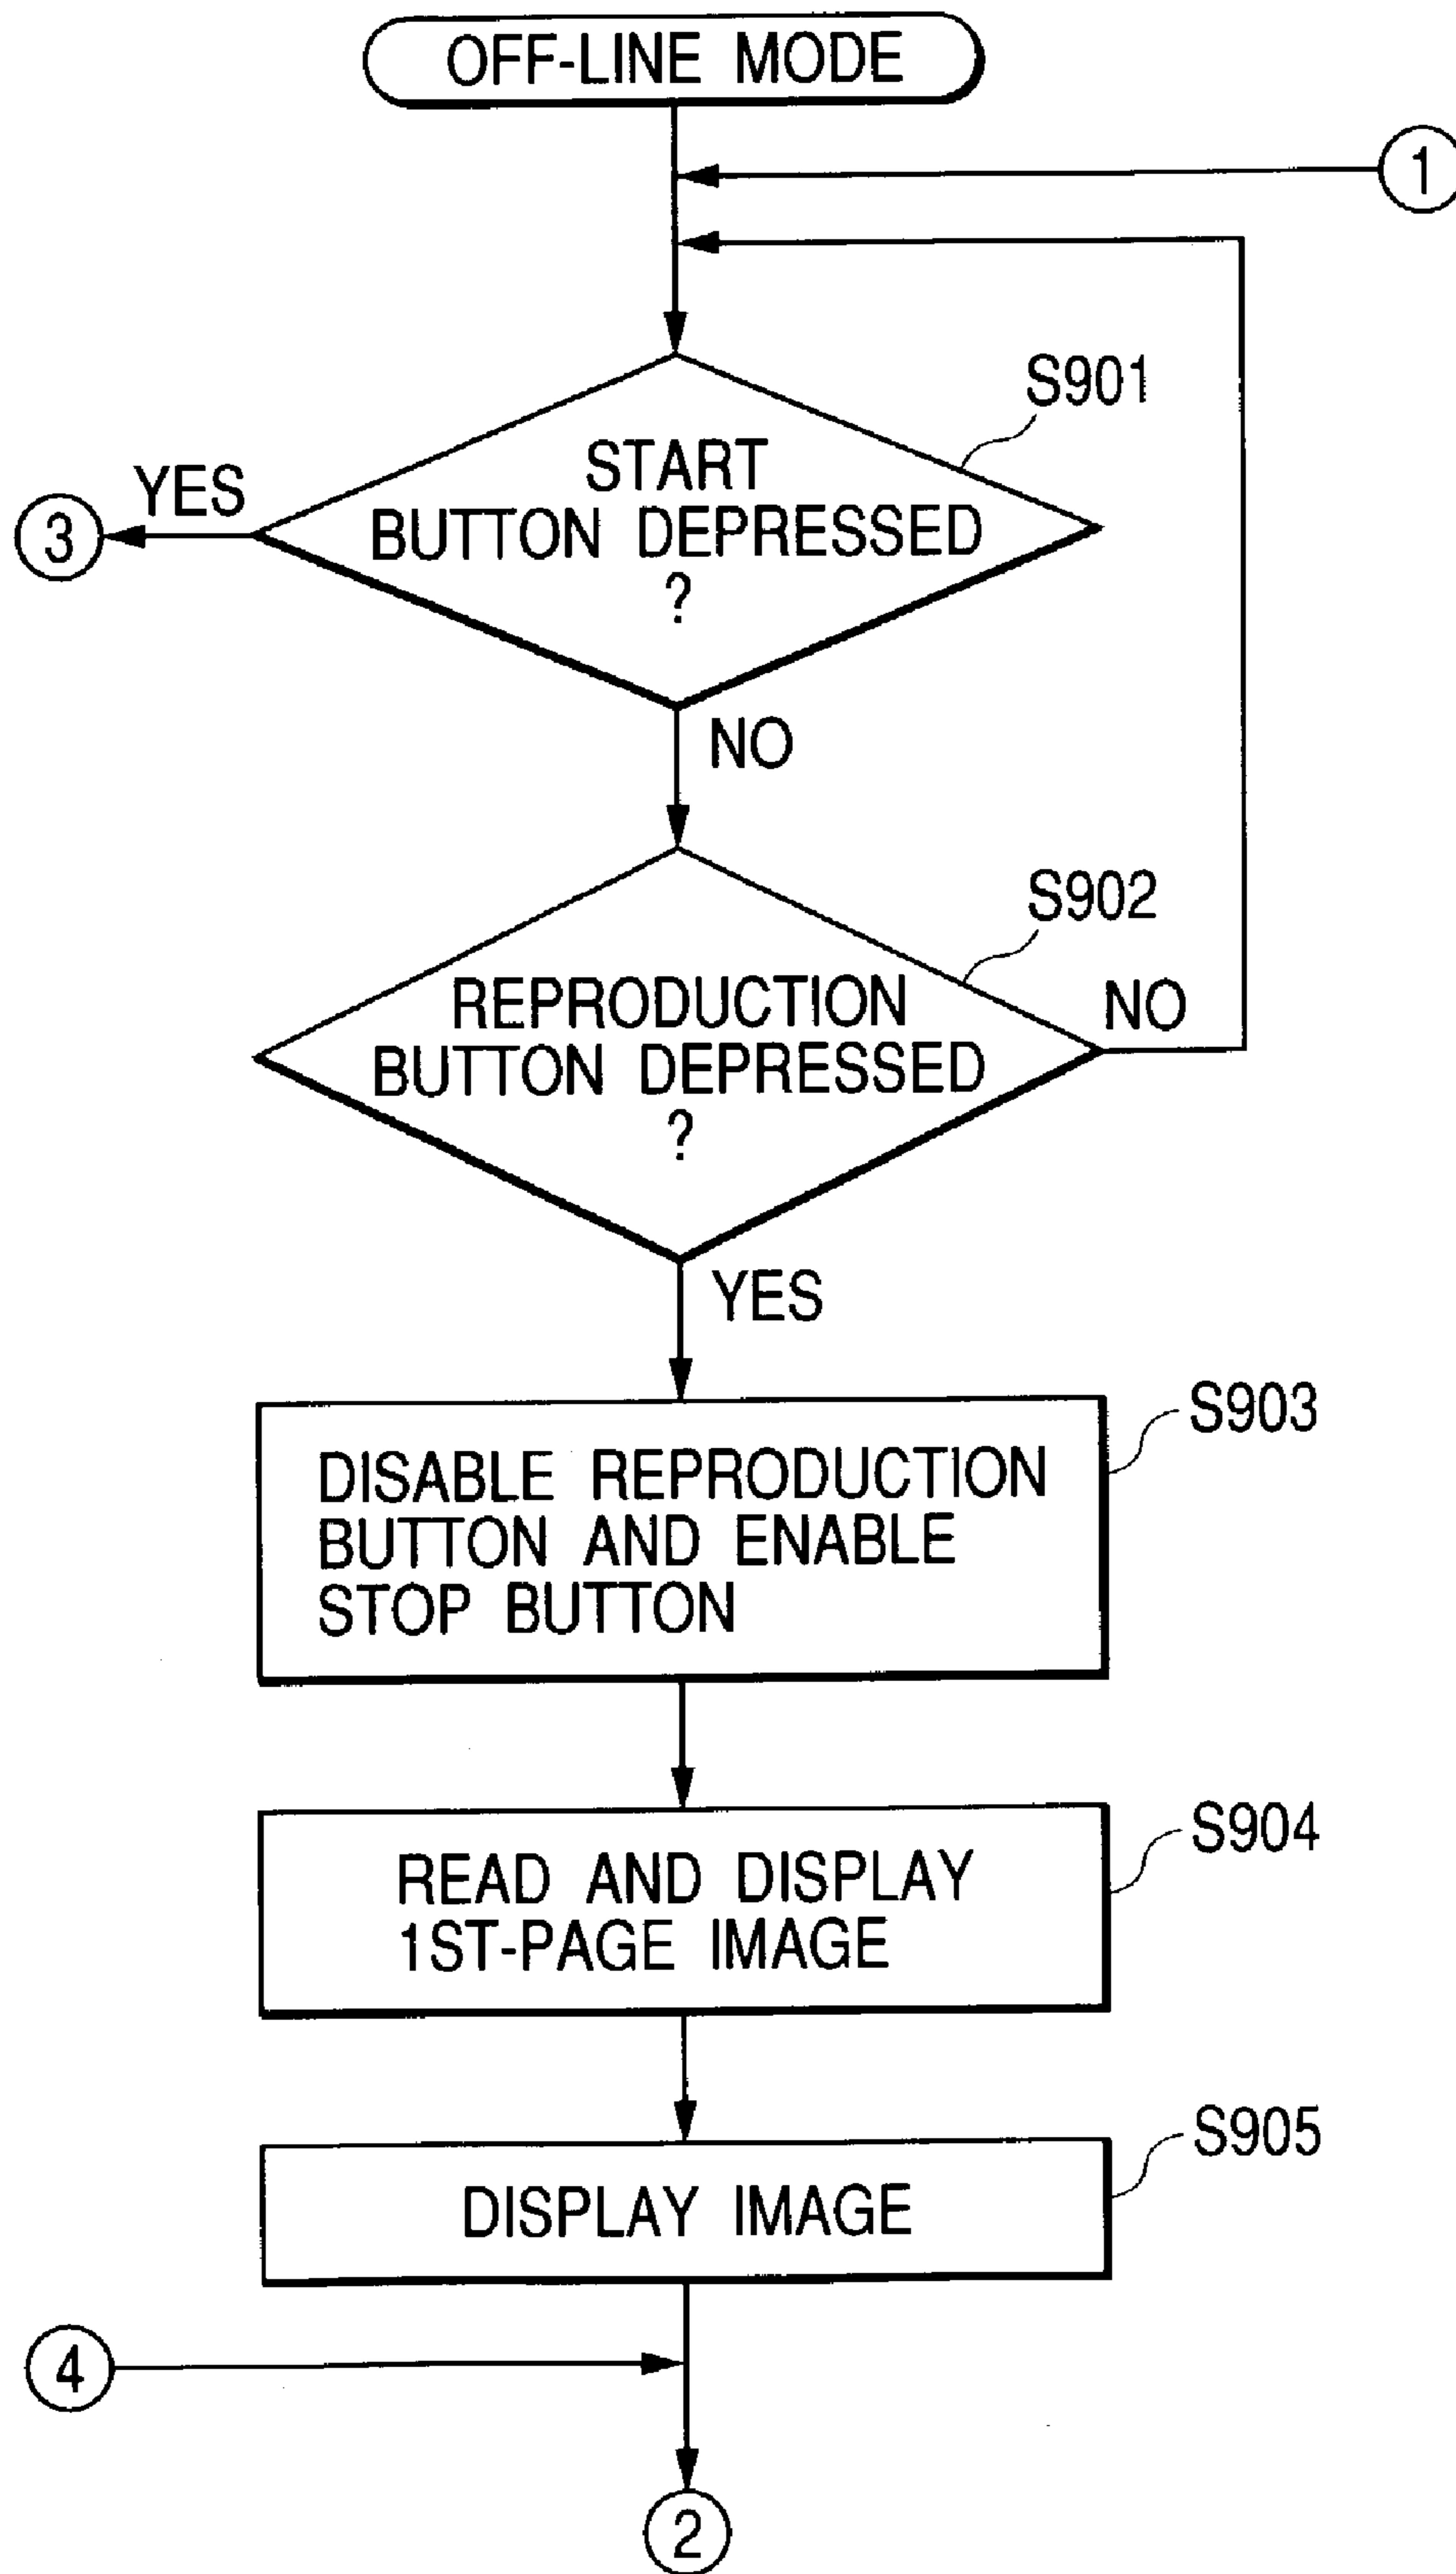 OFF-LINE MODE
1
S901
START
BUTTON DEPRESSED
?
YES
3
NO
S902
REPRODUCTION
BUTTON DEPRESSED
?
NO
YES
S903
DISABLE REPRODUCTION
BUTTON AND ENABLE
STOP BUTTON
S904
READ AND DISPLAY
1ST-PAGE IMAGE
S905
DISPLAY IMAGE
4
2